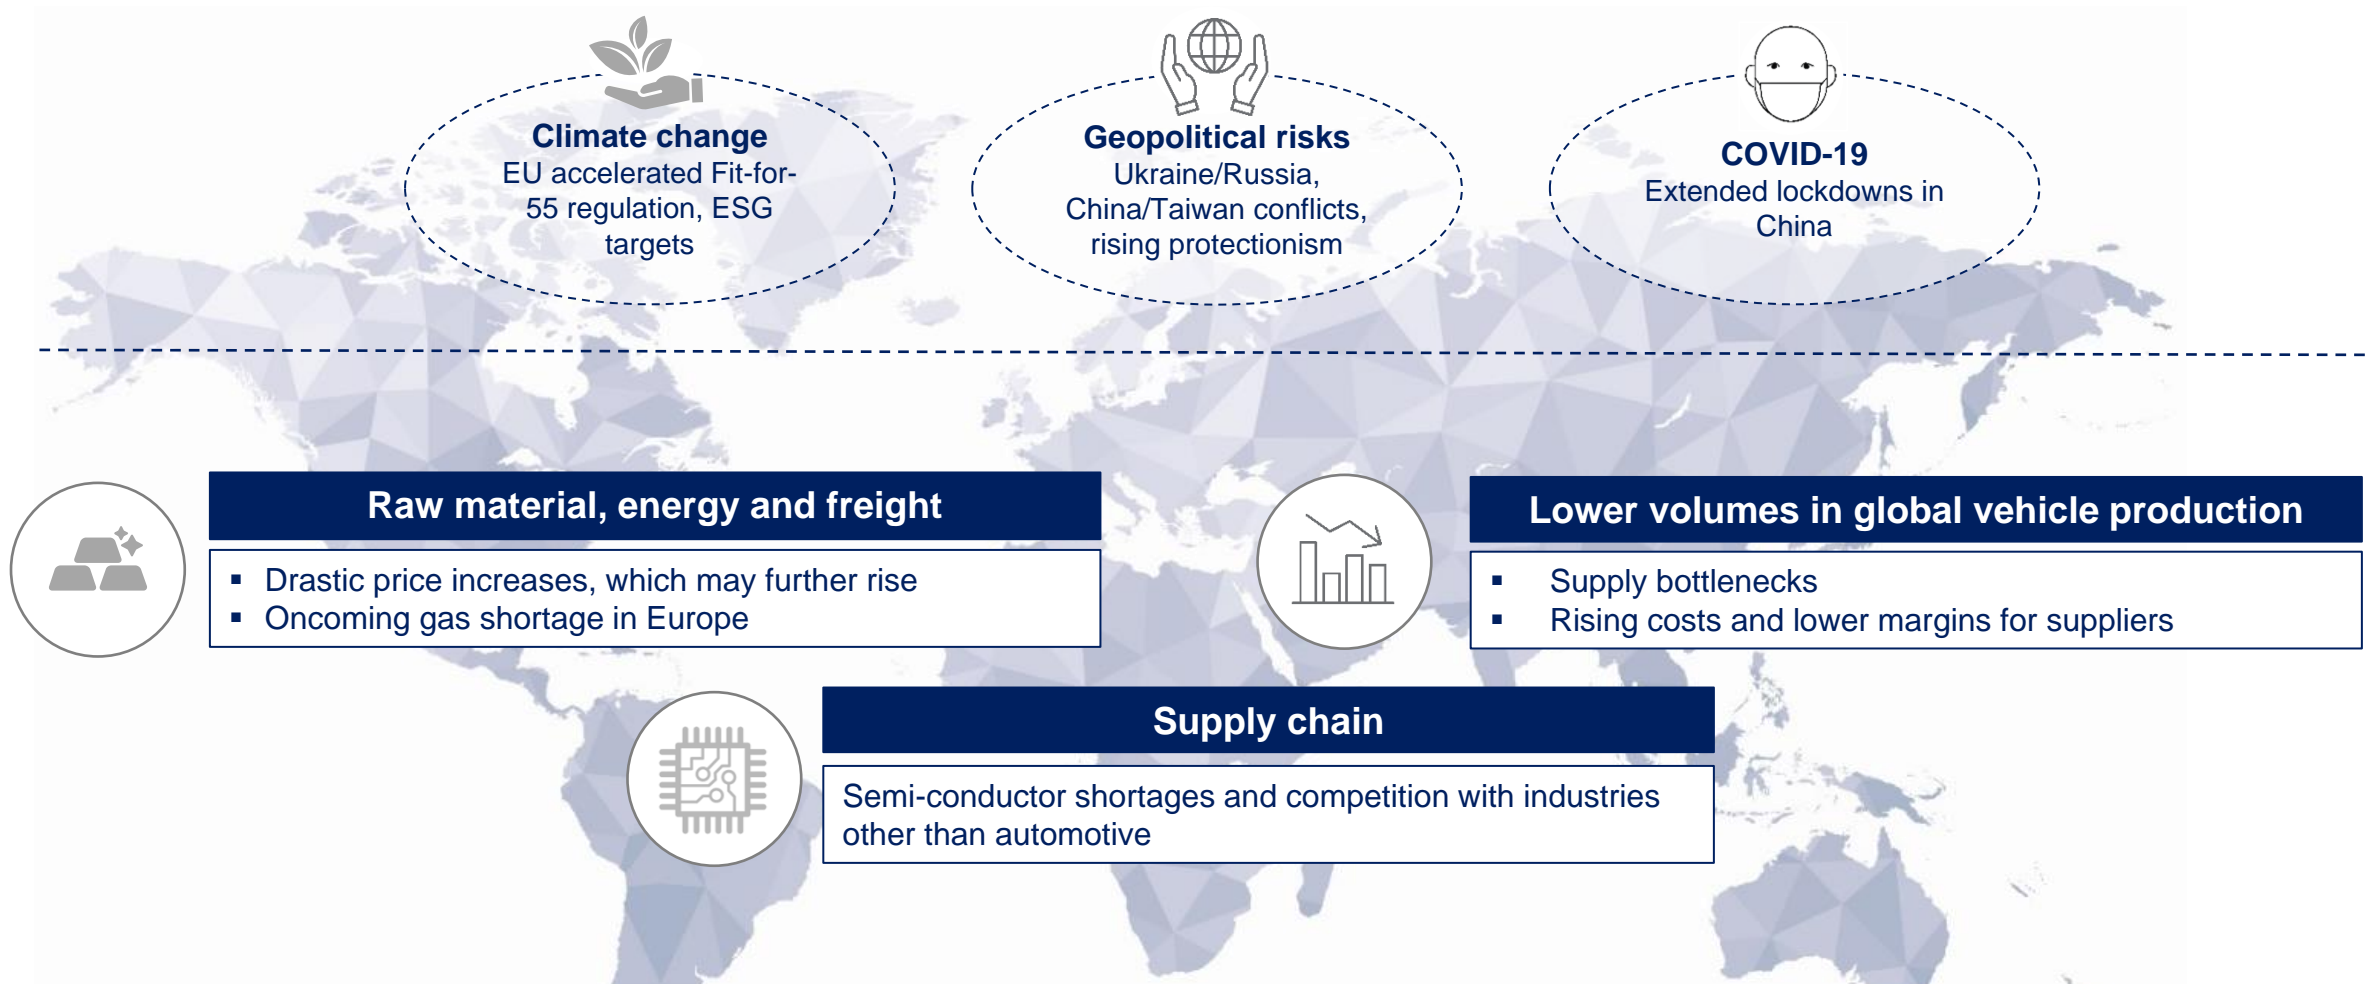 Climate change
EU accelerated Fit-for-
55 regulation, ESG
targets
Geopolitical risks
Ukraine/Russia,
China/Taiwan conflicts,
rising protectionism
COVID-19
Extended lockdowns in
China
Raw material, energy and freight
▪ Drastic price increases, which may further rise
▪ Oncoming gas shortage in Europe
Lower volumes in global vehicle production
▪ Supply bottlenecks
▪ Rising costs and lower margins for suppliers
Supply chain
Semi-conductor shortages and competition with industries
other than automotive